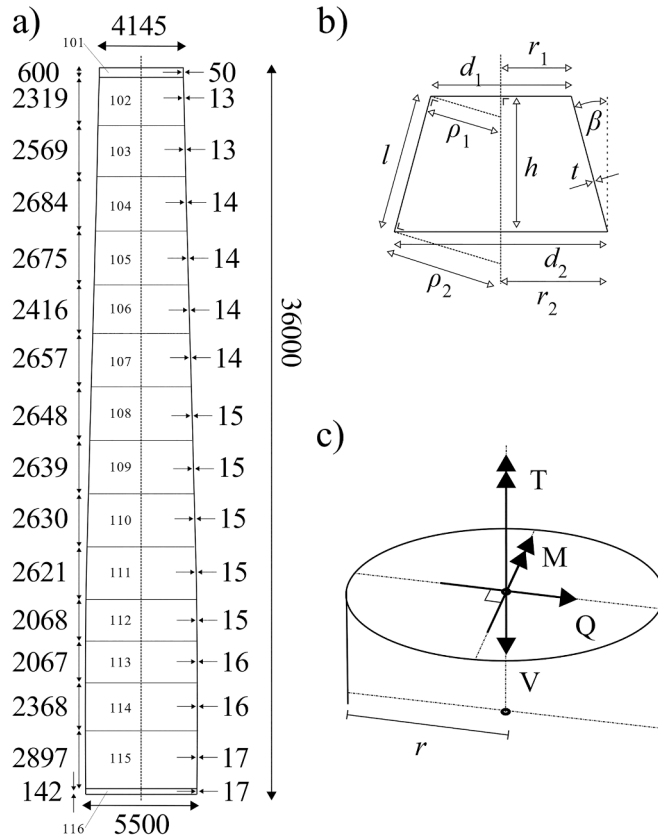 a)
4145
101
600 50
2319 102 13
2569 103 13
2684 104 14
2675 105 14
2416 106 14
2657 107 14
2648 108 15
2639 109 15
2630 110 15
2621 111 15
2068 112 15
2067 113 16
2368 114 16
2897 115 17
142 17
116
5500
36000
b)
d₁ r₁
ρ₁ β
l h t
d₂
ρ₂ r₂
c)
T
M
Q
V
r